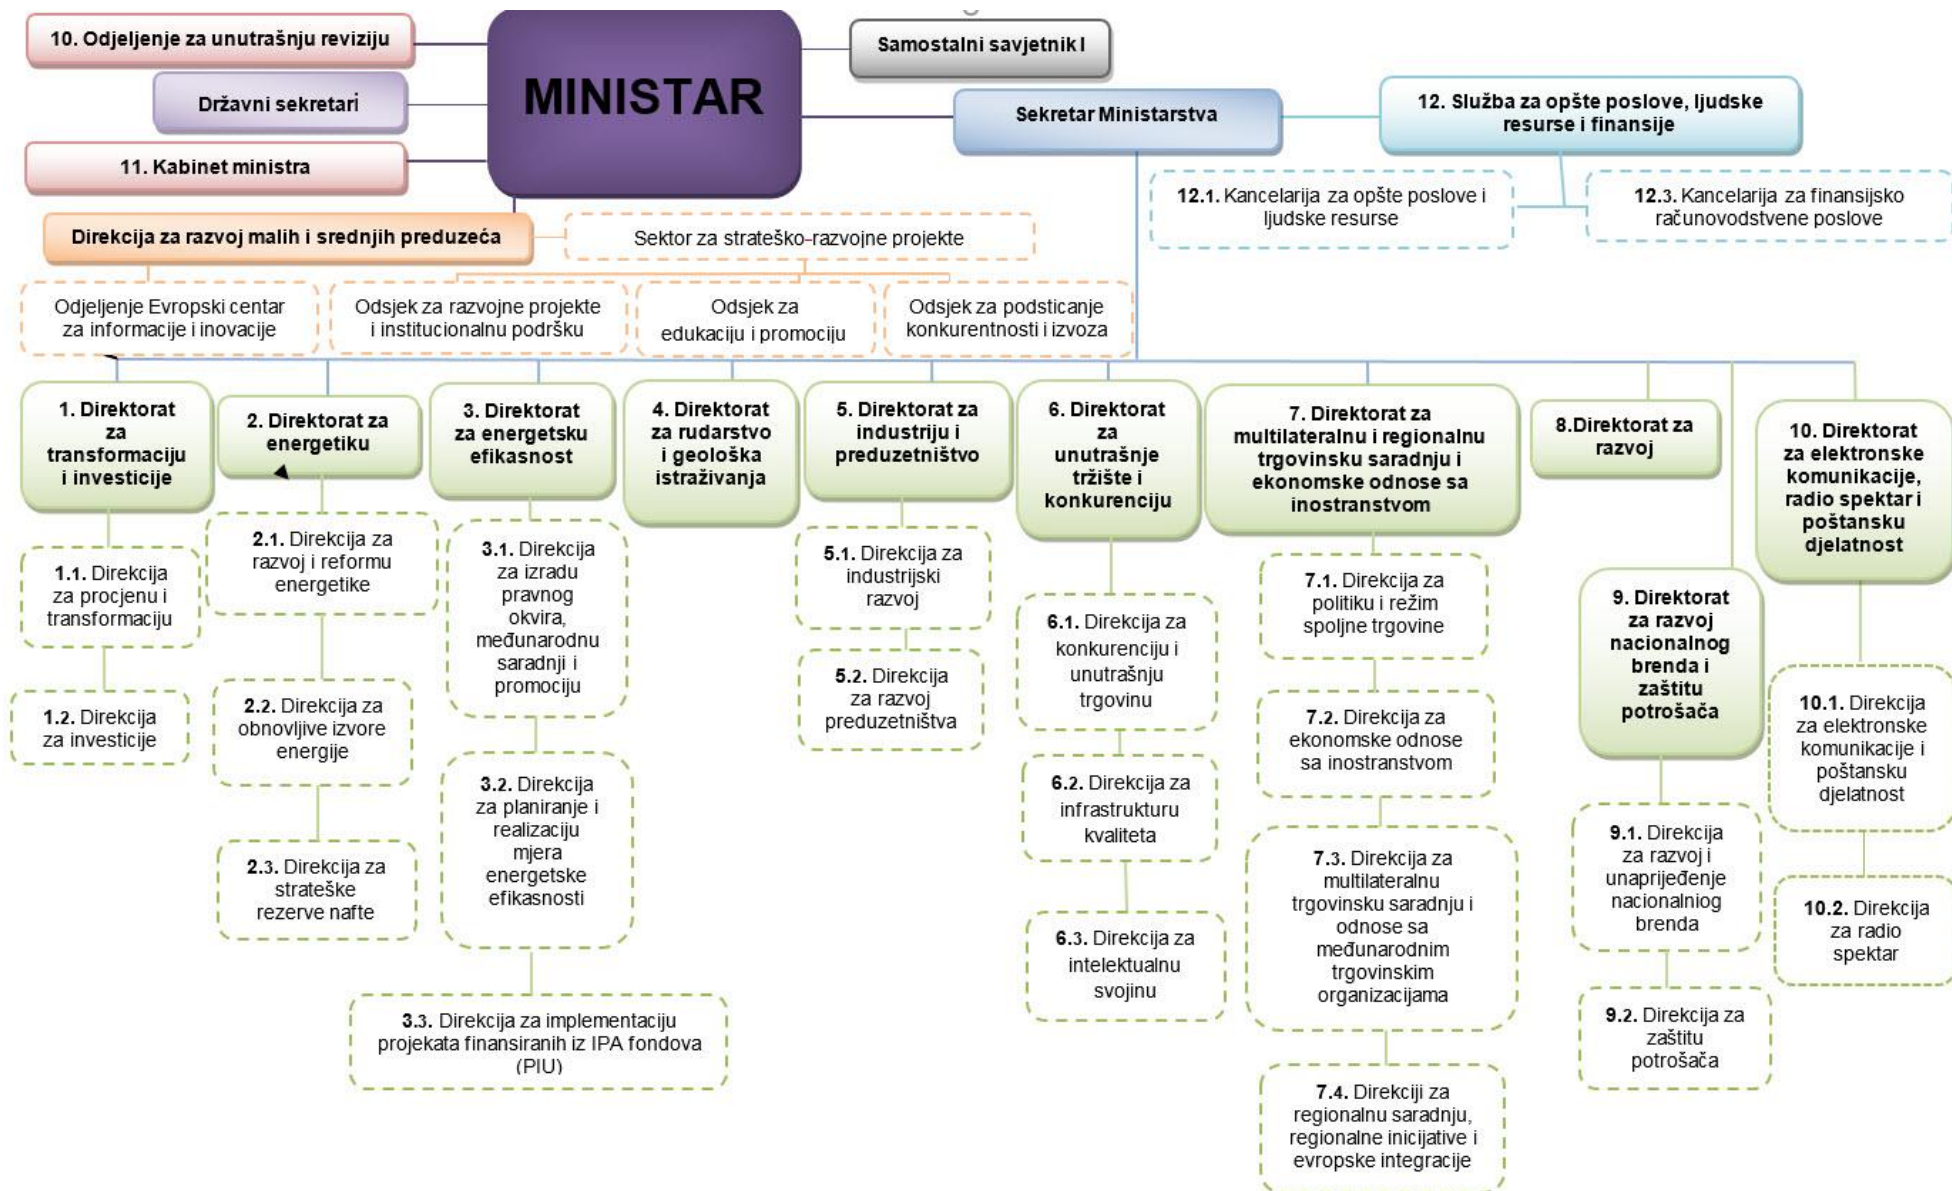 10. Odjeljenje za unutrašnju reviziju
Državni sekretari
11. Kabinet ministra
MINISTAR
Samostalni savjetnik I
Sekretar Ministarstva
12. Služba za opšte poslove, ljudske
resurse i finansije
12.1. Kancelarija za opšte poslove i
ljudske resurse
12.3. Kancelarija za finansijsko
računovodstvene poslove
Direkcija za razvoj malih i srednjih preduzeća
Sektor za strateško-razvojne projekte
Odjeljenje Evropski centar
za informacije i inovacije
Odsjek za razvojne projekte
i institucionalnu podršku
Odsjek za
edukaciju i promociju
Odsjek za podsticanje
konkurentnosti i izvoza
1. Direktorat
za
transformaciju
i investicije
1.1. Direkcija
za procjenu i
transformaciju
1.2. Direkcija
za investicije
2. Direktorat za
energetiku
2.1. Direkcija za
razvoj i reformu
energetike
2.2. Direkcija za
obnovljive izvore
energije
2.3. Direkcija za
strateške
rezerve nafte
3. Direktorat
za energetsku
efikasnost
3.1. Direkcija
za izradu
pravnog
okvira,
međunarodnu
saradnji i
promociju
3.2. Direkcija
za planiranje i
realizaciju
mjera
energetske
efikasnosti
3.3. Direkcija za implementaciju
projekata finansiranih iz IPA fondova
(PIU)
4. Direktorat
za rudarstvo
i geološka
istraživanja
5. Direktorat za
industriju i
preduzetništvo
5.1. Direkcija za
industrijski
razvoj
5.2. Direkcija
za razvoj
preduzetništva
6. Direktorat
za
unutrašnje
tržište i
konkurenciju
6.1. Direkcija za
konkurenciju i
unutrašnju
trgovinu
6.2. Direkcija za
infrastrukturu
kvaliteta
6.3. Direkcija za
intelektualnu
svojinu
7. Direktorat za
multilateralnu i regionalnu
trgovinsku saradnju i
ekonomske odnose sa
inostranstvom
7.1. Direkcija za
politiku i režim
spoljne trgovine
7.2. Direkcija za
ekonomske odnose
sa inostranstvom
7.3. Direkcija za
multilateralnu
trgovinsku saradnju i
odnose sa
međunarodnim
trgovinskim
organizacijama
7.4. Direkciji za
regionalnu saradnju,
regionalne inicijative i
evropske integracije
8.Direktorat za
razvoj
9. Direktorat
za razvoj
nacionalnog
brenda i
zaštitu
potrošača
9.1. Direkcija
za razvoj i
unaprijeđenje
nacionalniog
brenda
9.2. Direkcija za
zaštitu
potrošača
10. Direktorat
za elektronske
komunikacije,
radio spektar i
poštansku
djelatnost
10.1. Direkcija
za elektronske
komunikacije i
poštansku
djelatnost
10.2. Direkcija
za radio
spektar